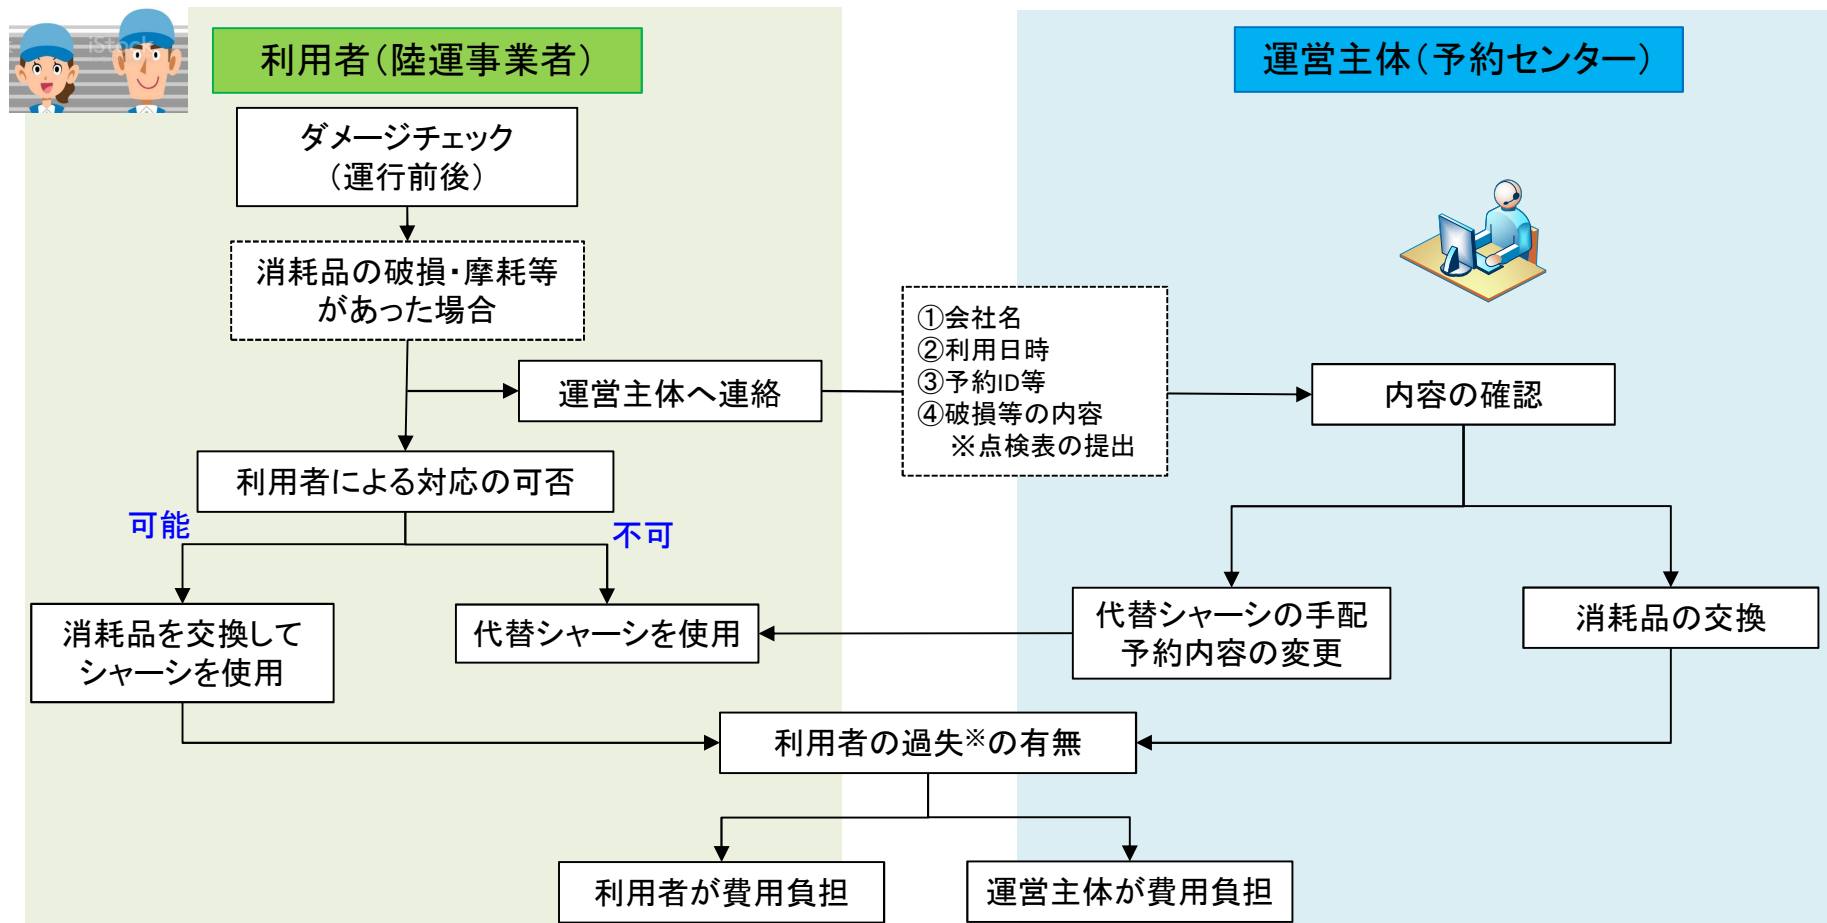 iStock
利用者（陸運事業者）
運営主体（予約センター）
ダメージチェック
（運行前後）
消耗品の破損・摩耗等
があった場合
運営主体へ連絡
①会社名
②利用日時
③予約ID等
④破損等の内容
※点検表の提出
内容の確認
利用者による対応の可否
可能
不可
消耗品を交換して
シャーシを使用
代替シャーシを使用
代替シャーシの手配
予約内容の変更
消耗品の交換
利用者の過失※の有無
利用者が費用負担
運営主体が費用負担